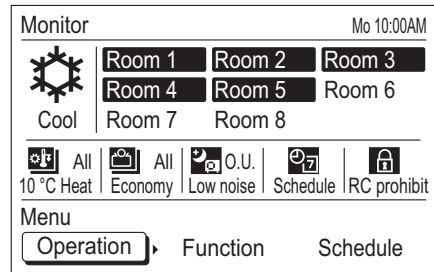 Monitor Mo 10:00AM
Room 1 Room 2 Room 3
Room 4 Room 5 Room 6
Cool Room 7 Room 8
All All O.U. 7
10 °C Heat Economy Low noise Schedule RC prohibit
Menu
Operation Function Schedule